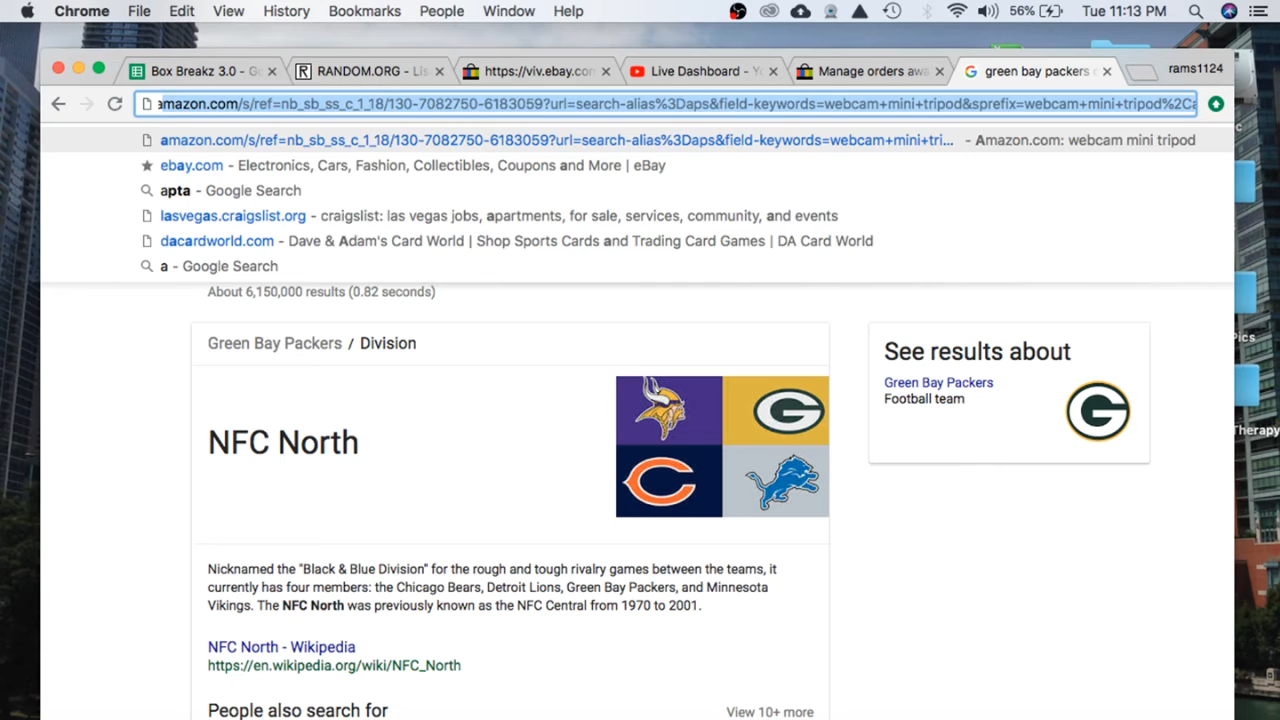 Chrome File Edit View History Bookmarks People Window Help 56% Tue 11:13 PM
Box Breakz 3.0 - G
RANDOM.ORG - Lis
https://viv.ebay.com
Live Dashboard - Y
Manage orders awa
green bay packers
rams1124
amazon.com/s/ref=nb_sb_ss_c_1_18/130-7082750-6183059?url=search-alias%3Daps&field-keywords=webcam+mini+tripod&sprefix=webcam+mini+tripod%2Ca
amazon.com/s/ref=nb_sb_ss_c_1_18/130-7082750-6183059?url=search-alias%3Daps&field-keywords=webcam+mini+tri... - Amazon.com: webcam mini tripod
ebay.com - Electronics, Cars, Fashion, Collectibles, Coupons and More | eBay
apta - Google Search
lasvegas.craigslist.org - craigslist: las vegas jobs, apartments, for sale, services, community, and events
dacardworld.com - Dave & Adam's Card World | Shop Sports Cards and Trading Card Games | DA Card World
a - Google Search
About 6,150,000 results (0.82 seconds)
Green Bay Packers / Division
NFC North
Nicknamed the "Black & Blue Division" for the rough and tough rivalry games between the teams, it
currently has four members: the Chicago Bears, Detroit Lions, Green Bay Packers, and Minnesota
Vikings. The NFC North was previously known as the NFC Central from 1970 to 2001.
NFC North - Wikipedia
https://en.wikipedia.org/wiki/NFC_North
People also search for
View 10+ more
See results about
Green Bay Packers
Football team
G
G
C
Pics
Therapy